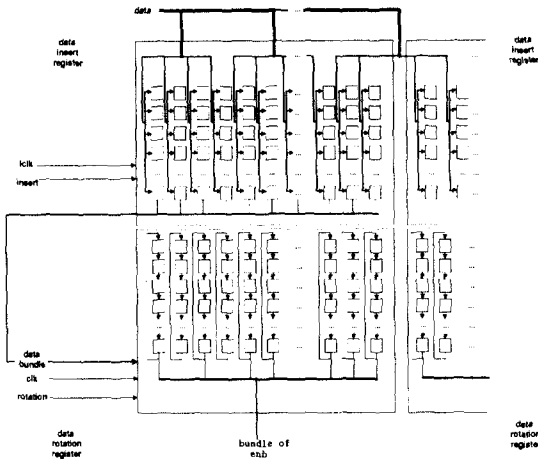 data
data
insert
register
data
insert
register
lclk
insert
data
bundle
clk
rotation
data
rotation
register
bundle of
enb
data
rotation
register